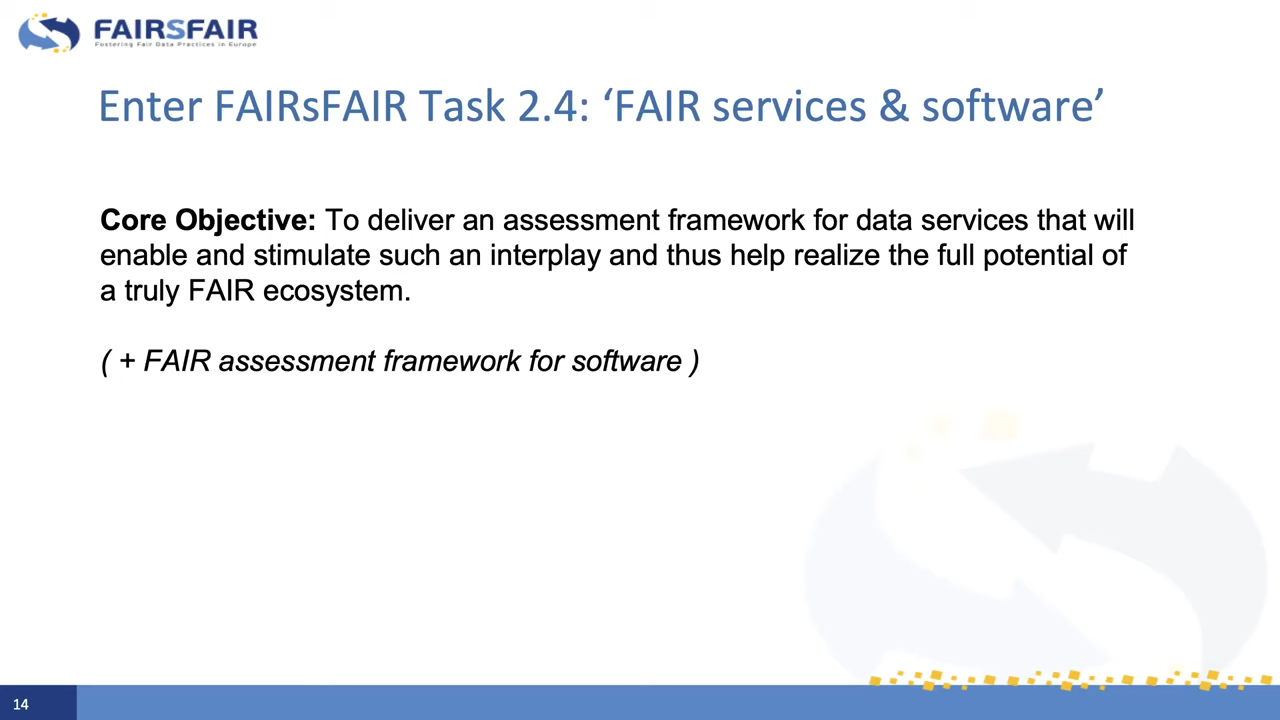 FAIRSFAIR
Fostering Fair Data Practices in Europe
Enter FAIRsFAIR Task 2.4: ‘FAIR services & software’
Core Objective: To deliver an assessment framework for data services that will
enable and stimulate such an interplay and thus help realize the full potential of
a truly FAIR ecosystem.
( + FAIR assessment framework for software )
14